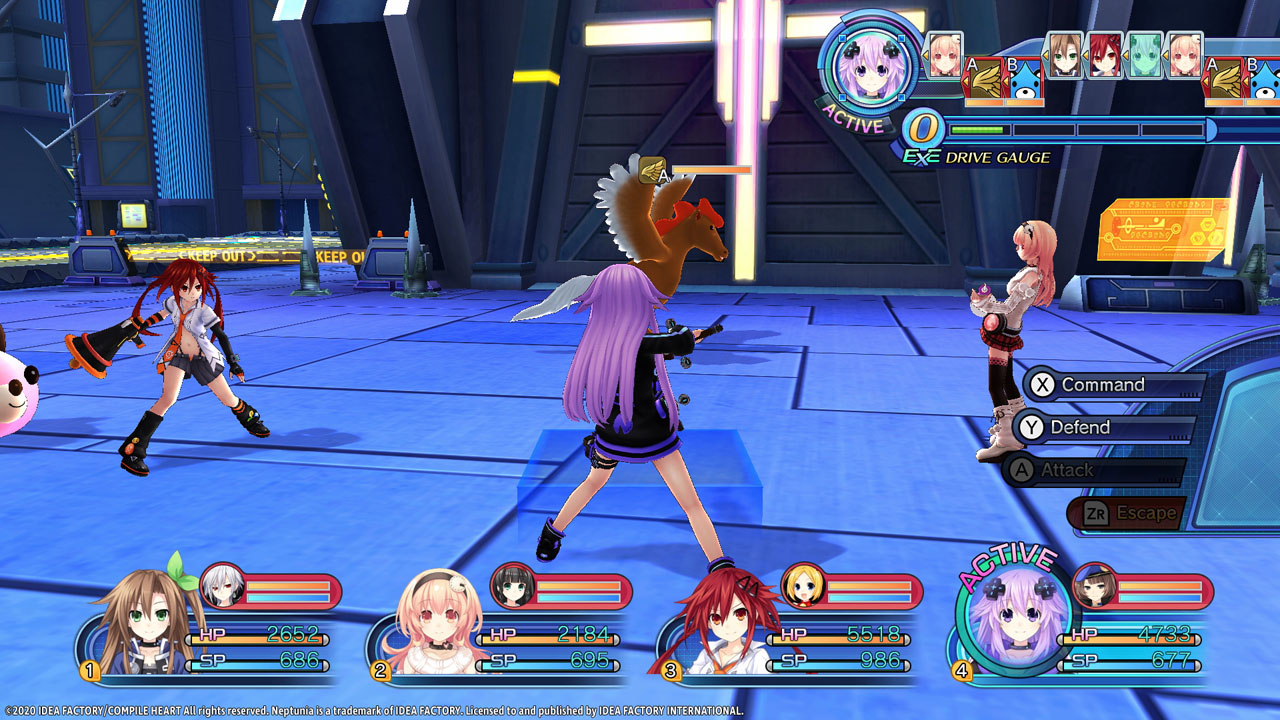 A B A B
ACTIVE
0
EXE DRIVE GAUGE
A
KEEP OUT
KEEP OU
X Command
Y Defend
A Attack
ZR Escape
ACTIVE
HP 2652
SP 686
1
HP 2184
SP 695
2
HP 5518
SP 986
3
HP 4733
SP 677
4
©2020 IDEA FACTORY/COMPILE HEART All rights reserved. Neptunia is a trademark of IDEA FACTORY. Licensed to and published by IDEA FACTORY INTERNATIONAL.